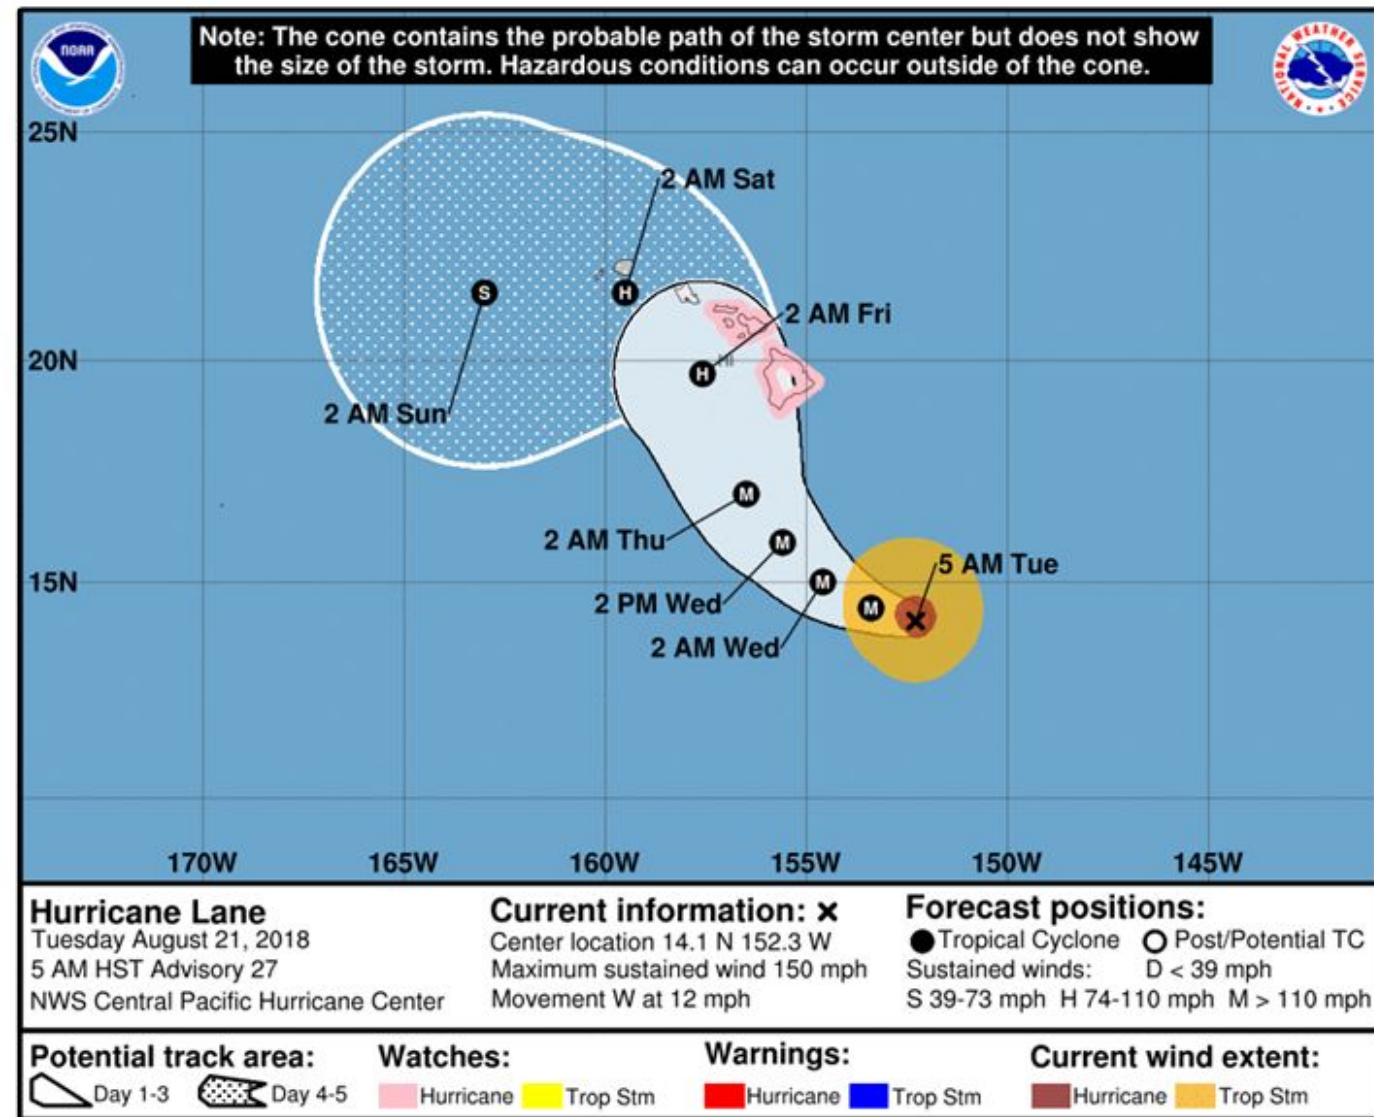 Note: The cone contains the probable path of the storm center but does not show
the size of the storm. Hazardous conditions can occur outside of the cone.
NOAA
NATIONAL WEATHER SERVICE
25N
2 AM Sat
2 AM Fri
20N
HI
2 AM Sun
S
H
H
M
2 AM Thu
M
5 AM Tue
15N
M
M
2 PM Wed
2 AM Wed
170W 165W 160W 155W 150W 145W
Hurricane Lane
Tuesday August 21, 2018
5 AM HST Advisory 27
NWS Central Pacific Hurricane Center
Current information: ×
Center location 14.1 N 152.3 W
Maximum sustained wind 150 mph
Movement W at 12 mph
Forecast positions:
Tropical Cyclone Post/Potential TC
Sustained winds: D < 39 mph
S 39-73 mph H 74-110 mph M > 110 mph
Potential track area:
Day 1-3 Day 4-5
Watches:
Hurricane Trop Stm
Warnings:
Hurricane Trop Stm
Current wind extent:
Hurricane Trop Stm